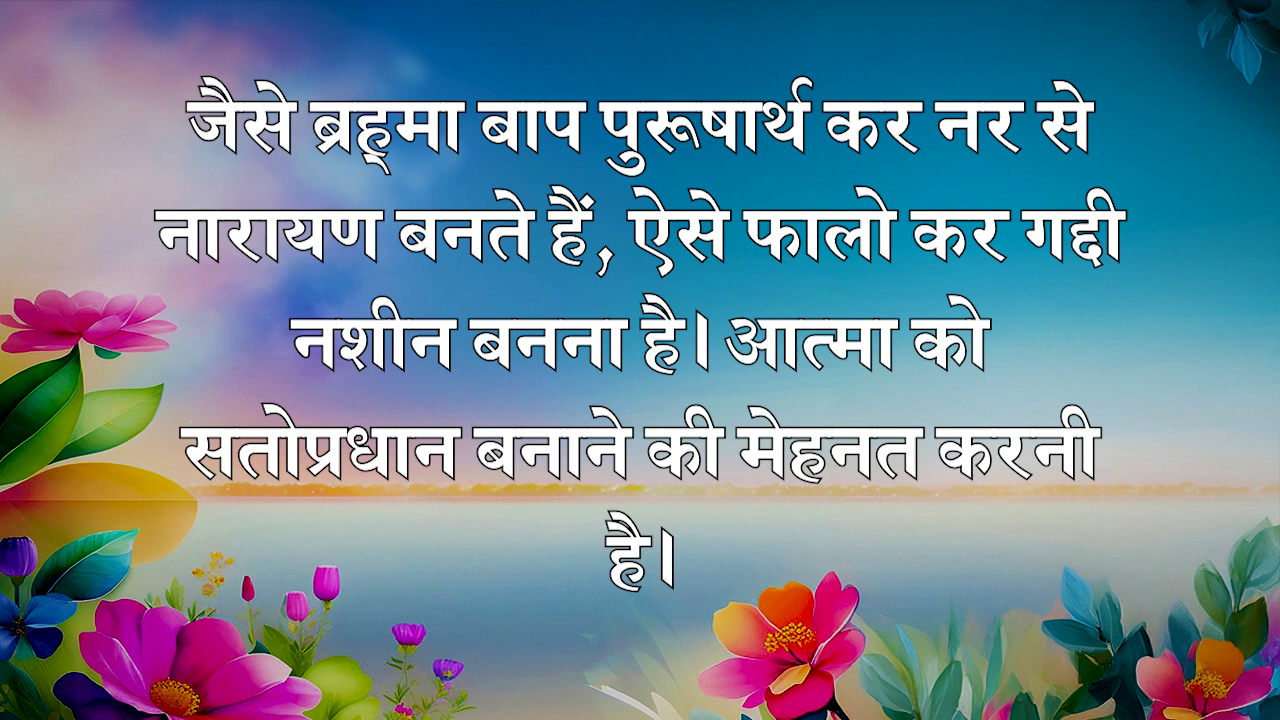 जैसे ब्रह्मा बाप पुरूषार्थ कर नर से
नारायण बनते हैं, ऐसे फालो कर गद्दी
नशीन बनना है। आत्मा को
सतोप्रधान बनाने की मेहनत करनी
है।